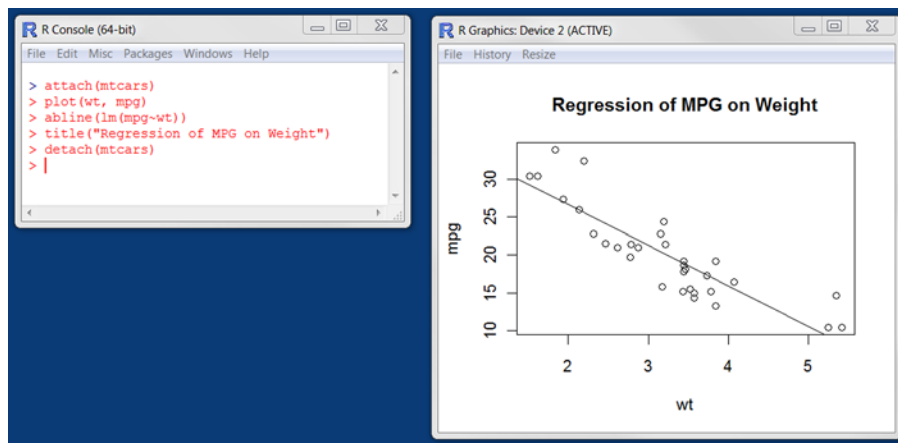 R Console (64-bit)
File Edit Misc Packages Windows Help
> attach(mtcars)
> plot(wt, mpg)
> abline(lm(mpg~wt))
> title("Regression of MPG on Weight")
> detach(mtcars)
>
R Graphics: Device 2 (ACTIVE)
File History Resize
Regression of MPG on Weight
mpg
30
25
20
15
10
2 3 4 5
wt